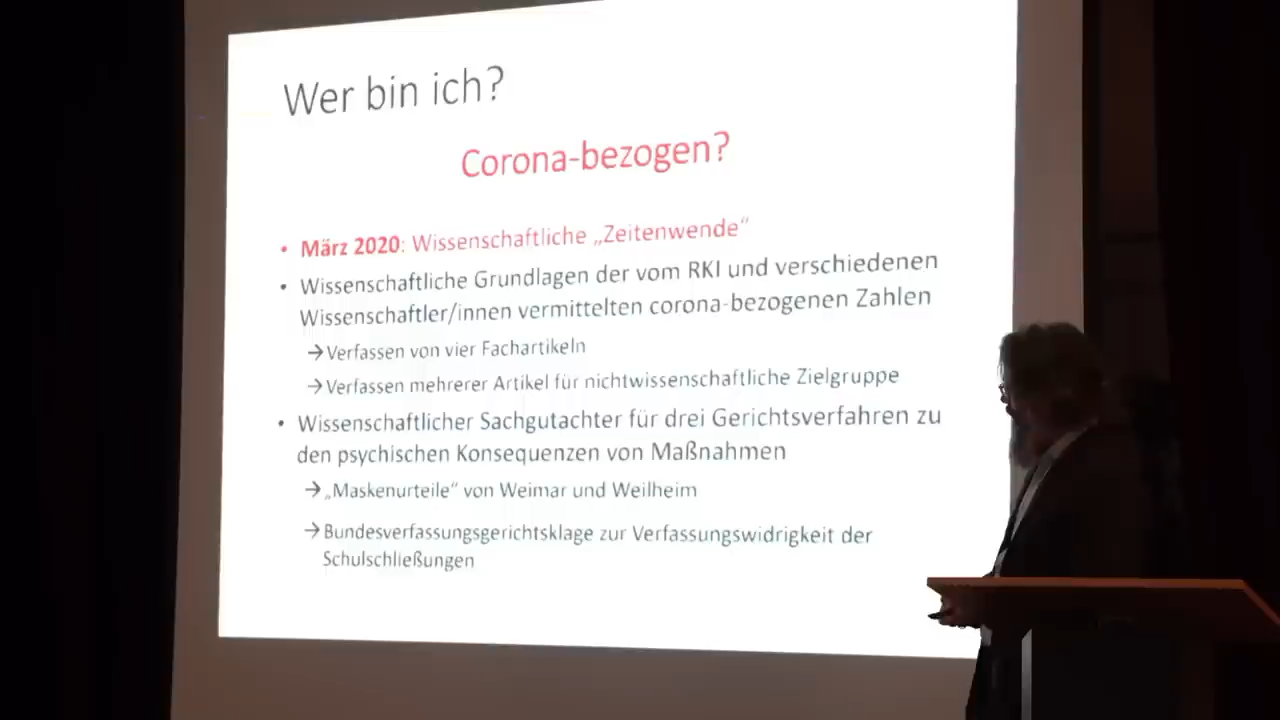 Wer bin ich?
Corona-bezogen?
• März 2020: Wissenschaftliche „Zeitenwende“
• Wissenschaftliche Grundlagen der vom RKI und verschiedenen
Wissenschaftler/innen vermittelten corona-bezogenen Zahlen
→ Verfassen von vier Fachartikeln
→ Verfassen mehrerer Artikel für nichtwissenschaftliche Zielgruppe
• Wissenschaftlicher Sachgutachter für drei Gerichtsverfahren zu
den psychischen Konsequenzen von Maßnahmen
→ „Maskenurteile“ von Weimar und Weilheim
→ Bundesverfassungsgerichtsklage zur Verfassungswidrigkeit der
Schulschließungen